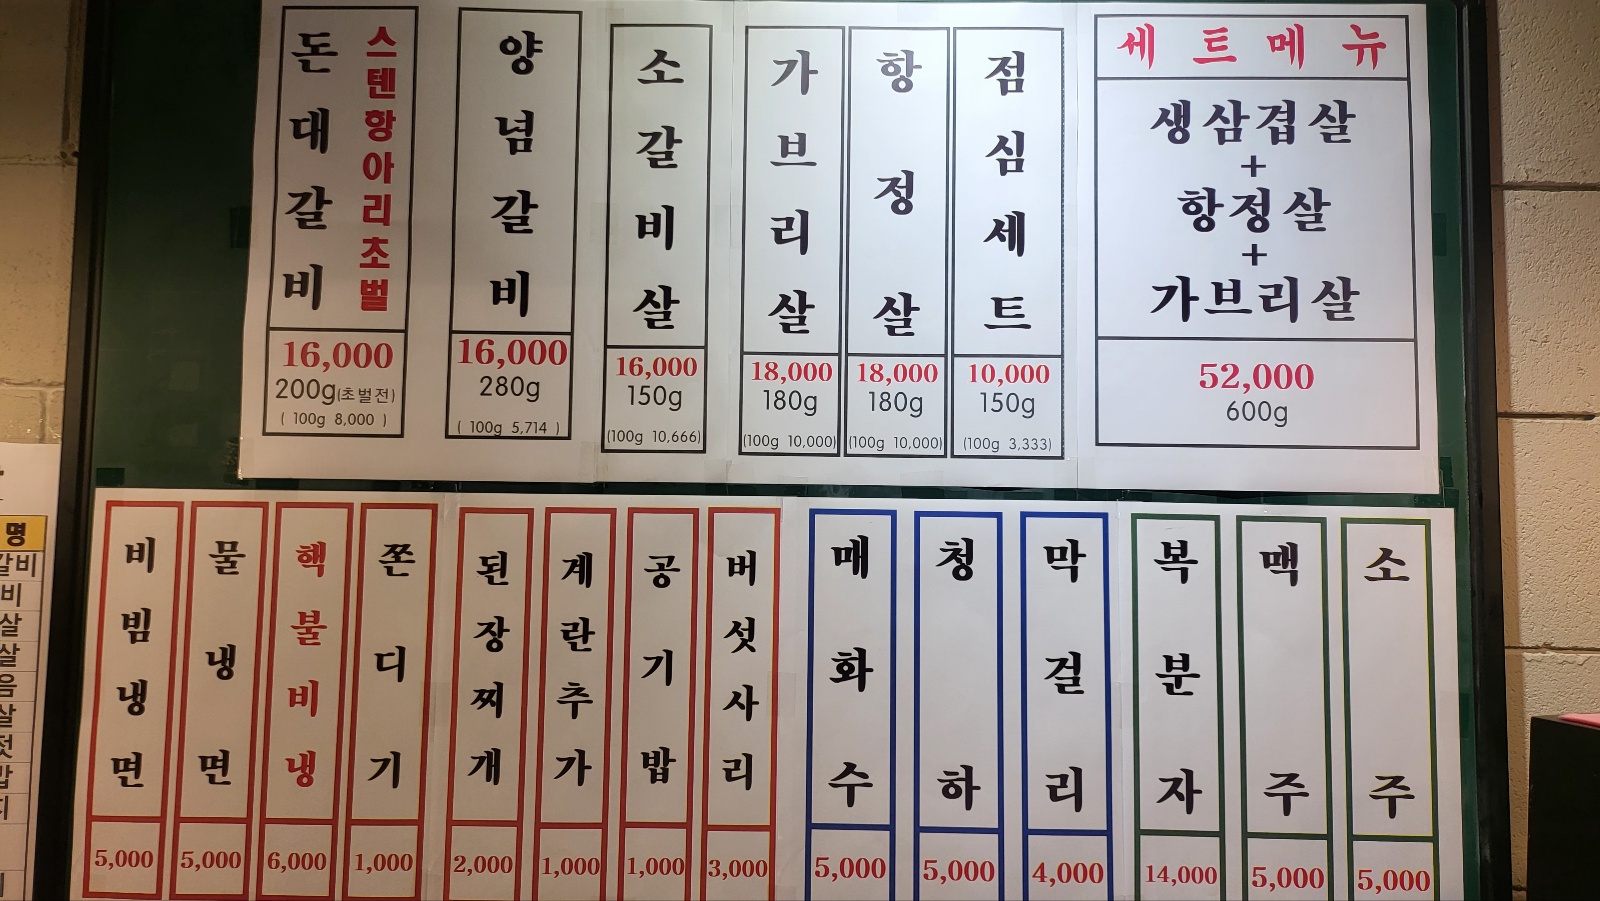 돈대갈비
스텐항아리초벌
16,000
200g(초벌전)
( 100g 8,000 )
양념갈비
16,000
280g
( 100g 5,714 )
소갈비살
16,000
150g
(100g 10,666)
가브리살
18,000
180g
(100g 10,000)
항정살
18,000
180g
(100g 10,000)
점심세트
10,000
150g
(100g 3,333)
세트메뉴
생삼겹살
+
항정살
+
가브리살
52,000
600g
비빔냉면
5,000
물냉면
5,000
핵불비냉
6,000
쫀디기
1,000
된장찌개
2,000
계란추가
1,000
공기밥
1,000
버섯사리
3,000
매화수
5,000
청하
5,000
막걸리
4,000
복분자
14,000
맥주
5,000
소주
5,000
명
갈비
비
살
살
음
살